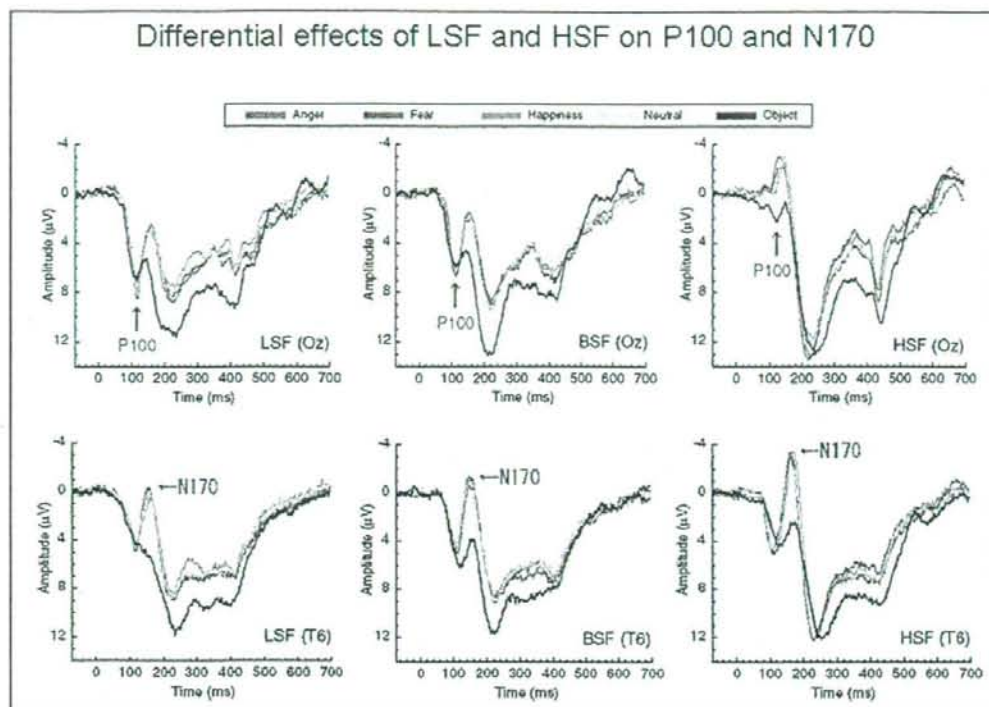 Differential effects of LSF and HSF on P100 and N170
Anger Fear Happiness Neutral Object
-4
0
4
8
12
Amplitude (μV)
P100
LSF (Oz)
0 100 200 300 400 500 600 700
Time (ms)
-4
0
4
8
12
Amplitude (μV)
P100
BSF (Oz)
0 100 200 300 400 500 600 700
Time (ms)
-4
0
4
8
12
Amplitude (μV)
P100
HSF (Oz)
0 100 200 300 400 500 600 700
Time (ms)
-4
0
4
8
12
Amplitude (μV)
N170
LSF (T6)
0 100 200 300 400 500 600 700
Time (ms)
-4
0
4
8
12
Amplitude (μV)
N170
BSF (T6)
0 100 200 300 400 500 600 700
Time (ms)
-4
0
4
8
12
Amplitude (μV)
N170
HSF (T6)
0 100 200 300 400 500 600 700
Time (ms)